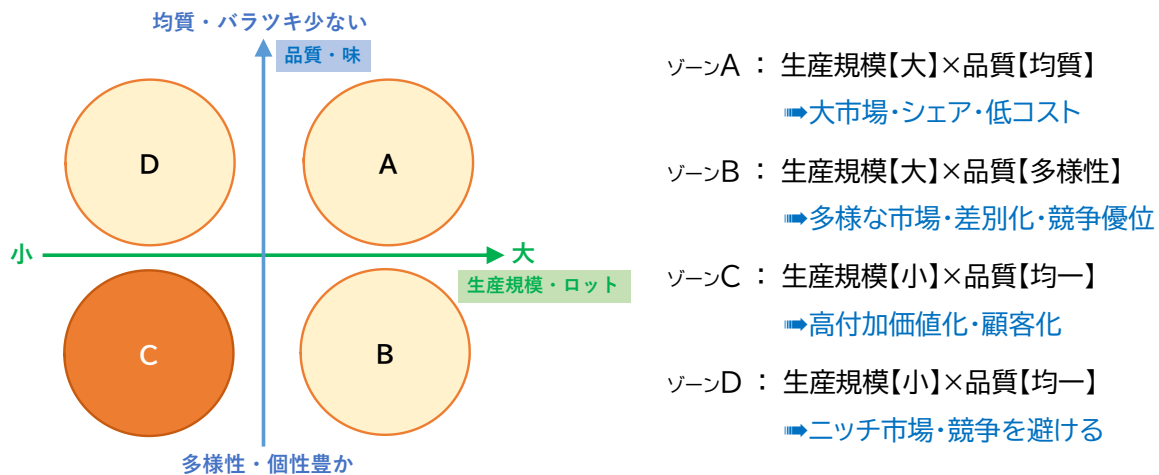 均質・バラツキ少ない
品質・味
D
A
小
大
生産規模・ロット
C
B
多様性・個性豊か
ゾーンA : 生産規模【大】×品質【均質】
➠大市場・シェア・低コスト
ゾーンB : 生産規模【大】×品質【多様性】
➠多様な市場・差別化・競争優位
ゾーンC : 生産規模【小】×品質【均一】
➠高付加価値化・顧客化
ゾーンD : 生産規模【小】×品質【均一】
➠ニッチ市場・競争を避ける